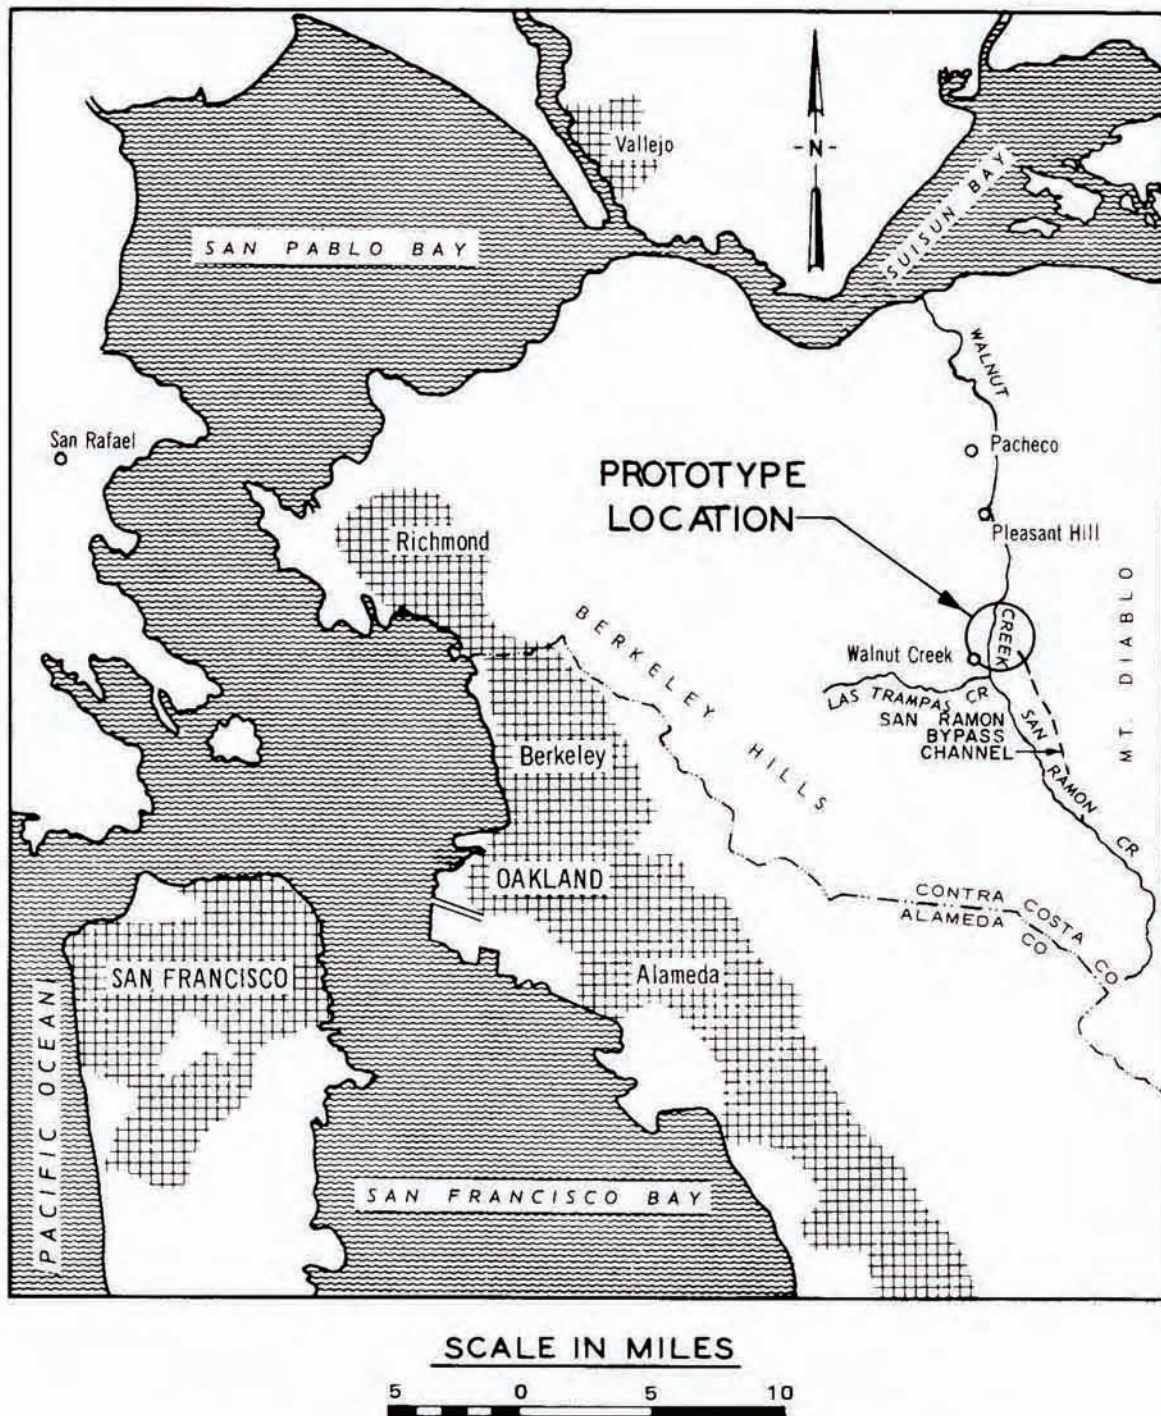 Vallejo
-N-
SAN PABLO BAY
SUISUN BAY
WALNUT
San Rafael
Pacheco
PROTOTYPE
LOCATION
Pleasant Hill
Richmond
BERKELEY HILLS
CREEK
MT. DIABLO
Walnut Creek
LAS TRAMPAS CR
SAN RAMON
BYPASS
CHANNEL
SAN RAMON CR
Berkeley
OAKLAND
CONTRA COSTA CO
ALAMEDA CO
SAN FRANCISCO
Alameda
PACIFIC OCEAN
SAN FRANCISCO BAY
SCALE IN MILES
5 0 5 10